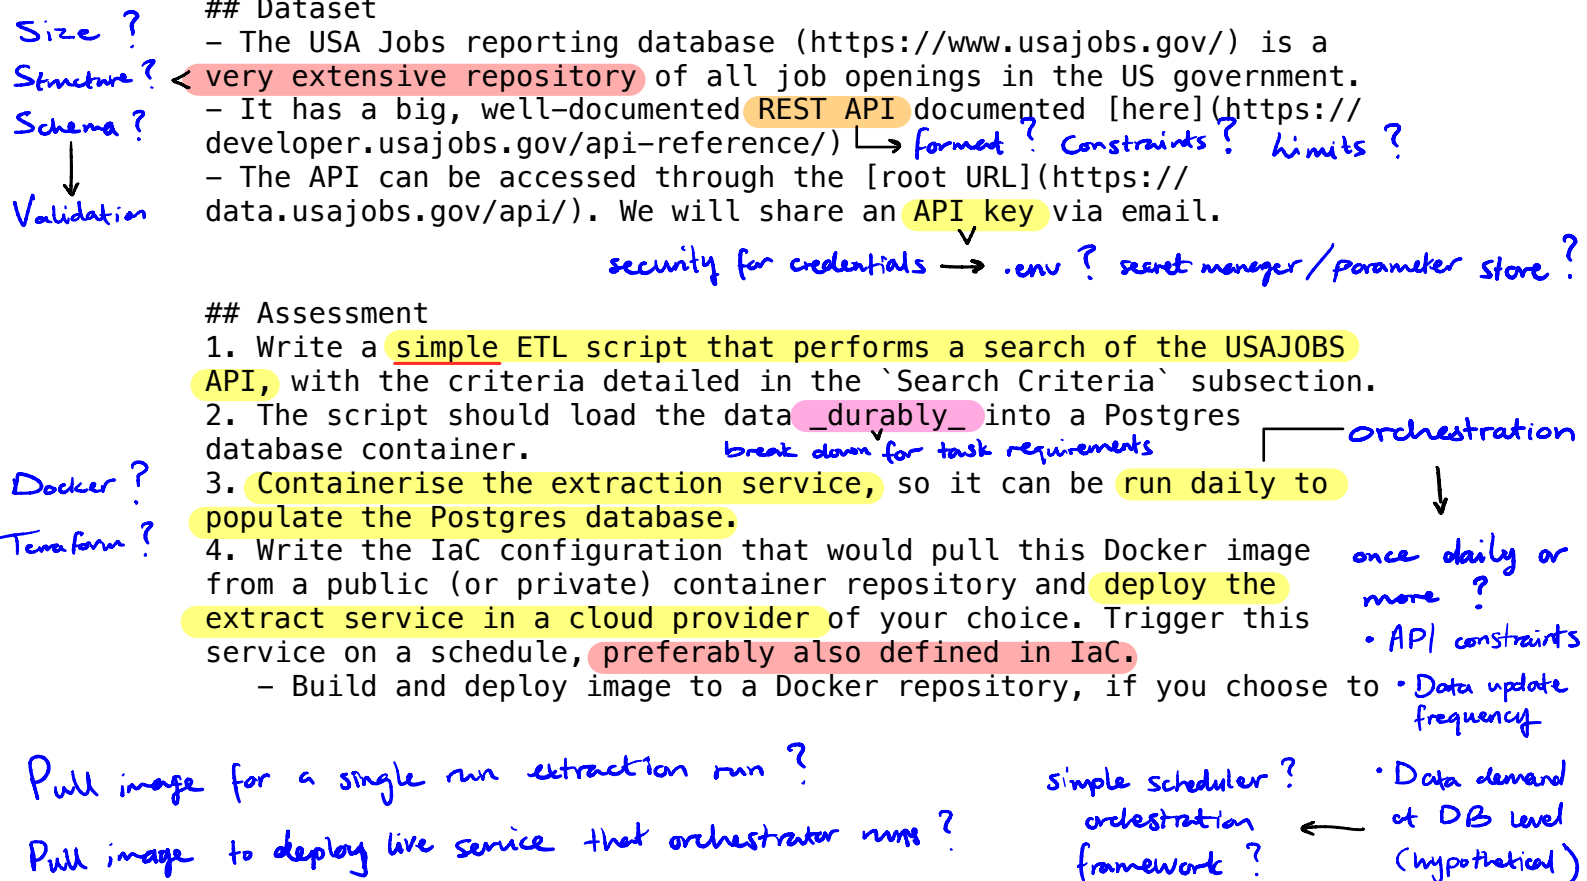 ## Dataset
Size ?
– The USA Jobs reporting database (https://www.usajobs.gov/) is a
Structure ?
very extensive repository of all job openings in the US government.
Schema ?
– It has a big, well–documented REST API documented [here](https://
developer.usajobs.gov/api–reference/)
format ? Constraints ? Limits ?
– The API can be accessed through the [root URL](https://
Validation
data.usajobs.gov/api/). We will share an API key via email.
security for credentials → .env ? secret manager/parameter store ?
## Assessment
1. Write a simple ETL script that performs a search of the USAJOBS
API, with the criteria detailed in the `Search Criteria` subsection.
2. The script should load the data _durably_ into a Postgres
orchestration
database container.
break down for task requirements
Docker ?
3. Containerise the extraction service, so it can be run daily to
populate the Postgres database.
Terraform ?
4. Write the IaC configuration that would pull this Docker image
from a public (or private) container repository and deploy the
extract service in a cloud provider of your choice. Trigger this
service on a schedule, preferably also defined in IaC.
– Build and deploy image to a Docker repository, if you choose to
once daily or
more ?
• API constraints
• Data update
frequency
• Data demand
at DB level
(hypothetical)
simple scheduler ?
orchestration
framework ?
Pull image for a single run extraction run ?
Pull image to deploy live service that orchestrator runs ?